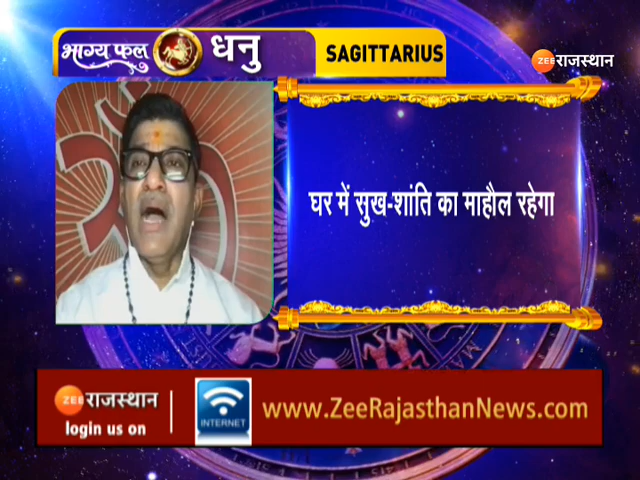 भाग्य फल
धनु
SAGITTARIUS
ZEE राजस्थान
घर में सुख-शांति का माहौल रहेगा
ZEE राजस्थान
login us on
INTERNET
www.ZeeRajasthanNews.com